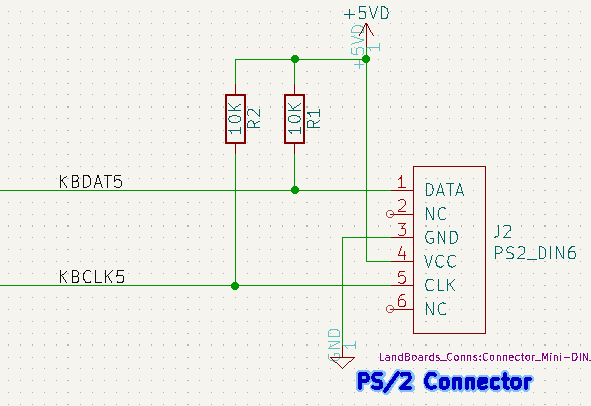 +5VD
+5VD
1
10K
R2
10K
R1
KBDAT5
1
DATA
2
NC
3
GND
J2
PS2_DIN6
4
VCC
KBCLK5
5
CLK
6
NC
GND
1
LandBoards_Conns:Connector_Mini-DIN_
PS/2 Connector